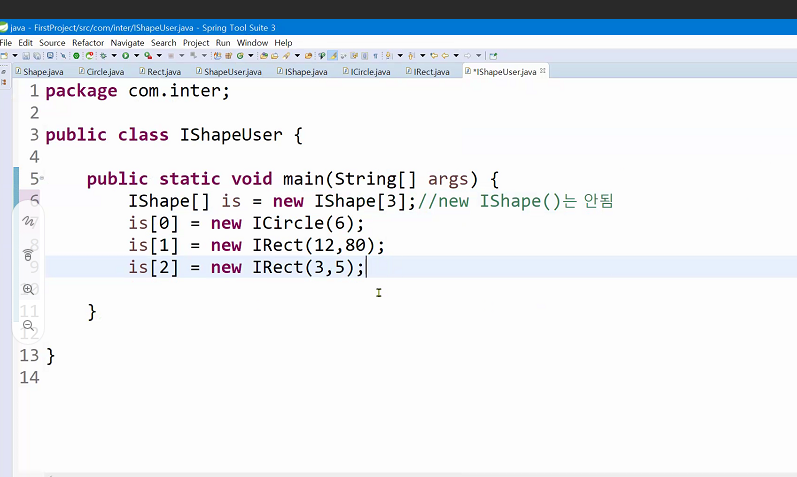 java - FirstProject/src/com/inter/IShapeUser.java - Spring Tool Suite 3
File Edit Source Refactor Navigate Search Project Run Window Help
Shape.java Circle.java Rect.java ShapeUser.java IShape.java ICircle.java IRect.java *IShapeUser.java
1 package com.inter;
2
3 public class IShapeUser {
4
5 public static void main(String[] args) {
6 IShape[] is = new IShape[3];//new IShape()는 안됨
7 is[0] = new ICircle(6);
8 is[1] = new IRect(12,80);
9 is[2] = new IRect(3,5);
10
11 }
12
13 }
14